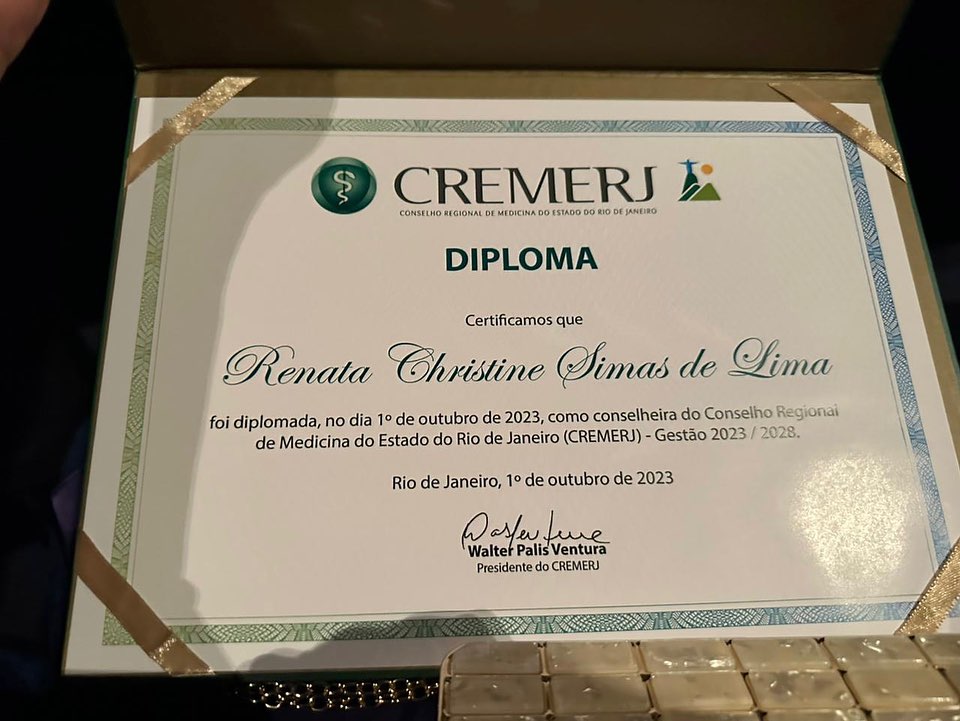 CREMERJ
CONSELHO REGIONAL DE MEDICINA DO ESTADO DO RIO DE JANEIRO
DIPLOMA
Certificamos que
Renata Christine Simas de Lima
foi diplomada, no dia 1º de outubro de 2023, como conselheira do Conselho Regional
de Medicina do Estado do Rio de Janeiro (CREMERJ) - Gestão 2023 / 2028.
Rio de Janeiro, 1º de outubro de 2023
Walter Palis Ventura
Presidente do CREMERJ